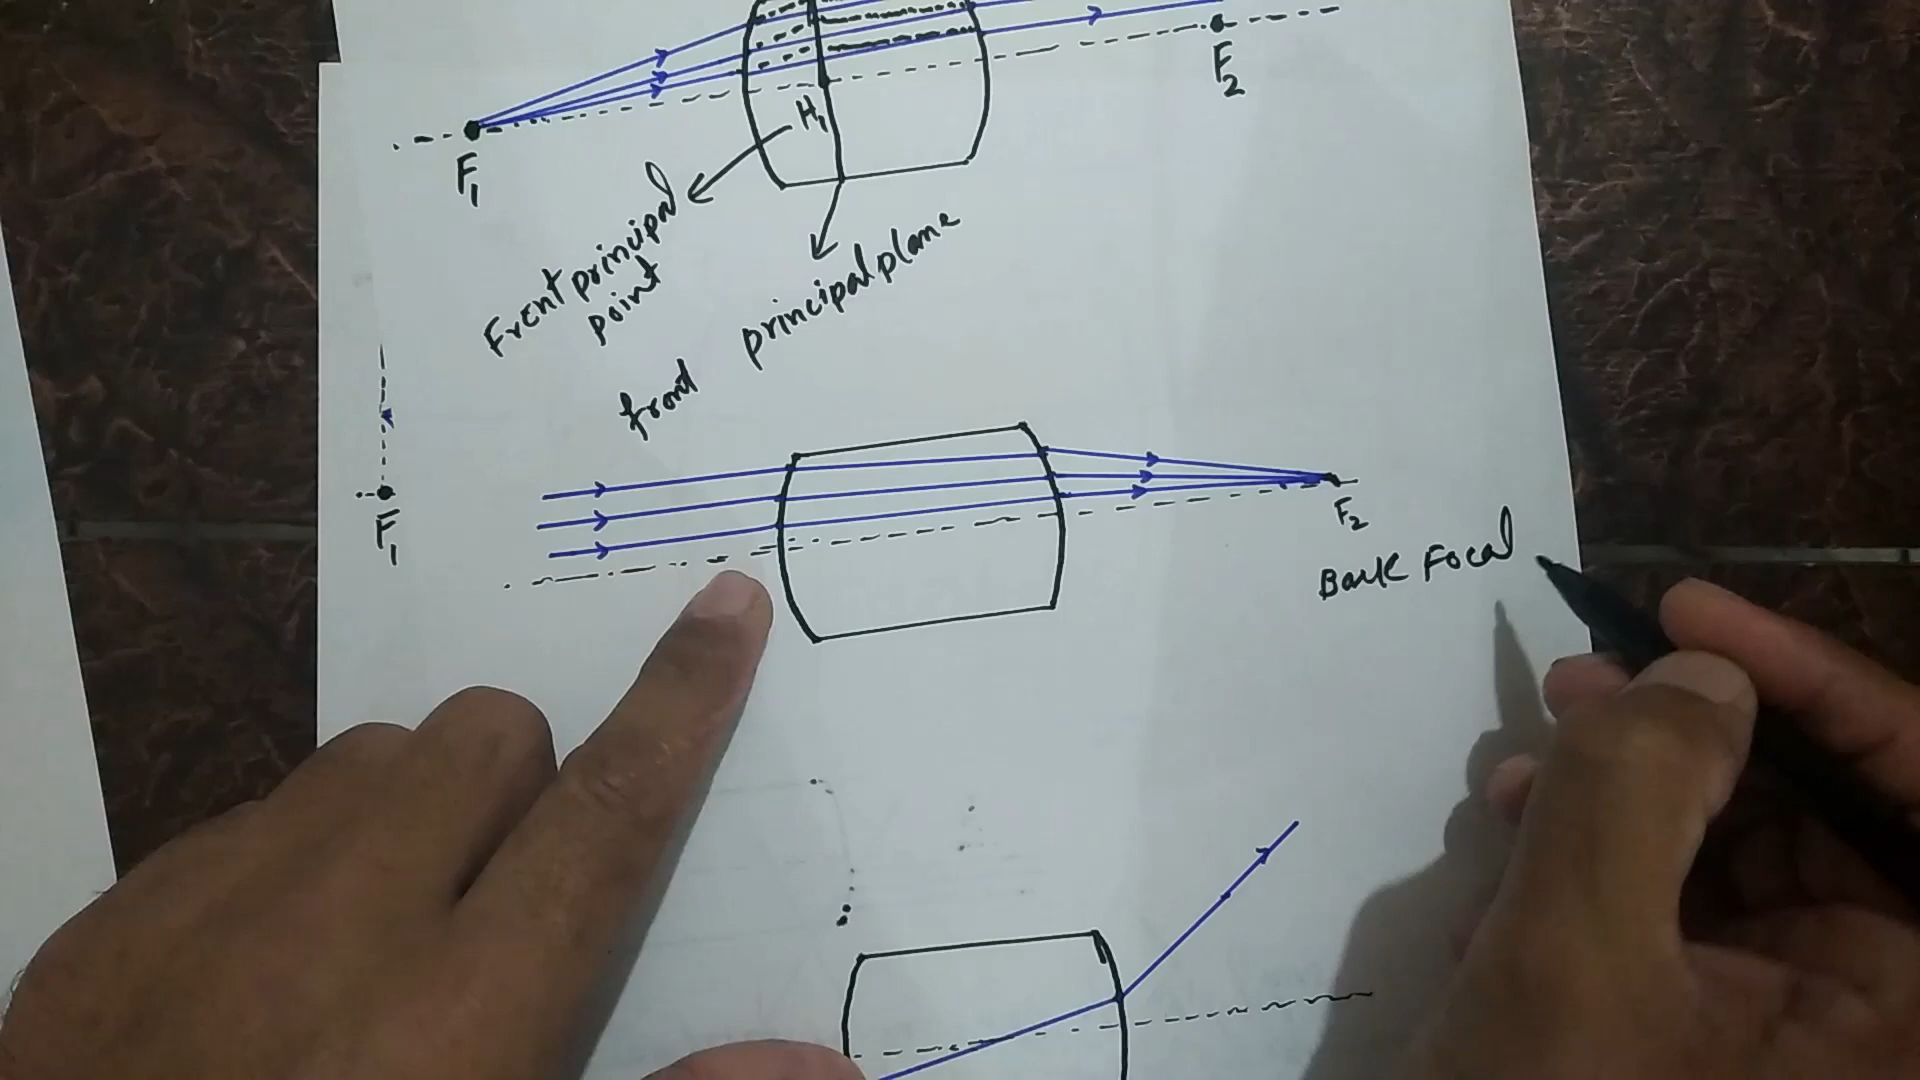 F2
H1
F1
Front principal
point
front principal plane
F1
F2
Back Focal